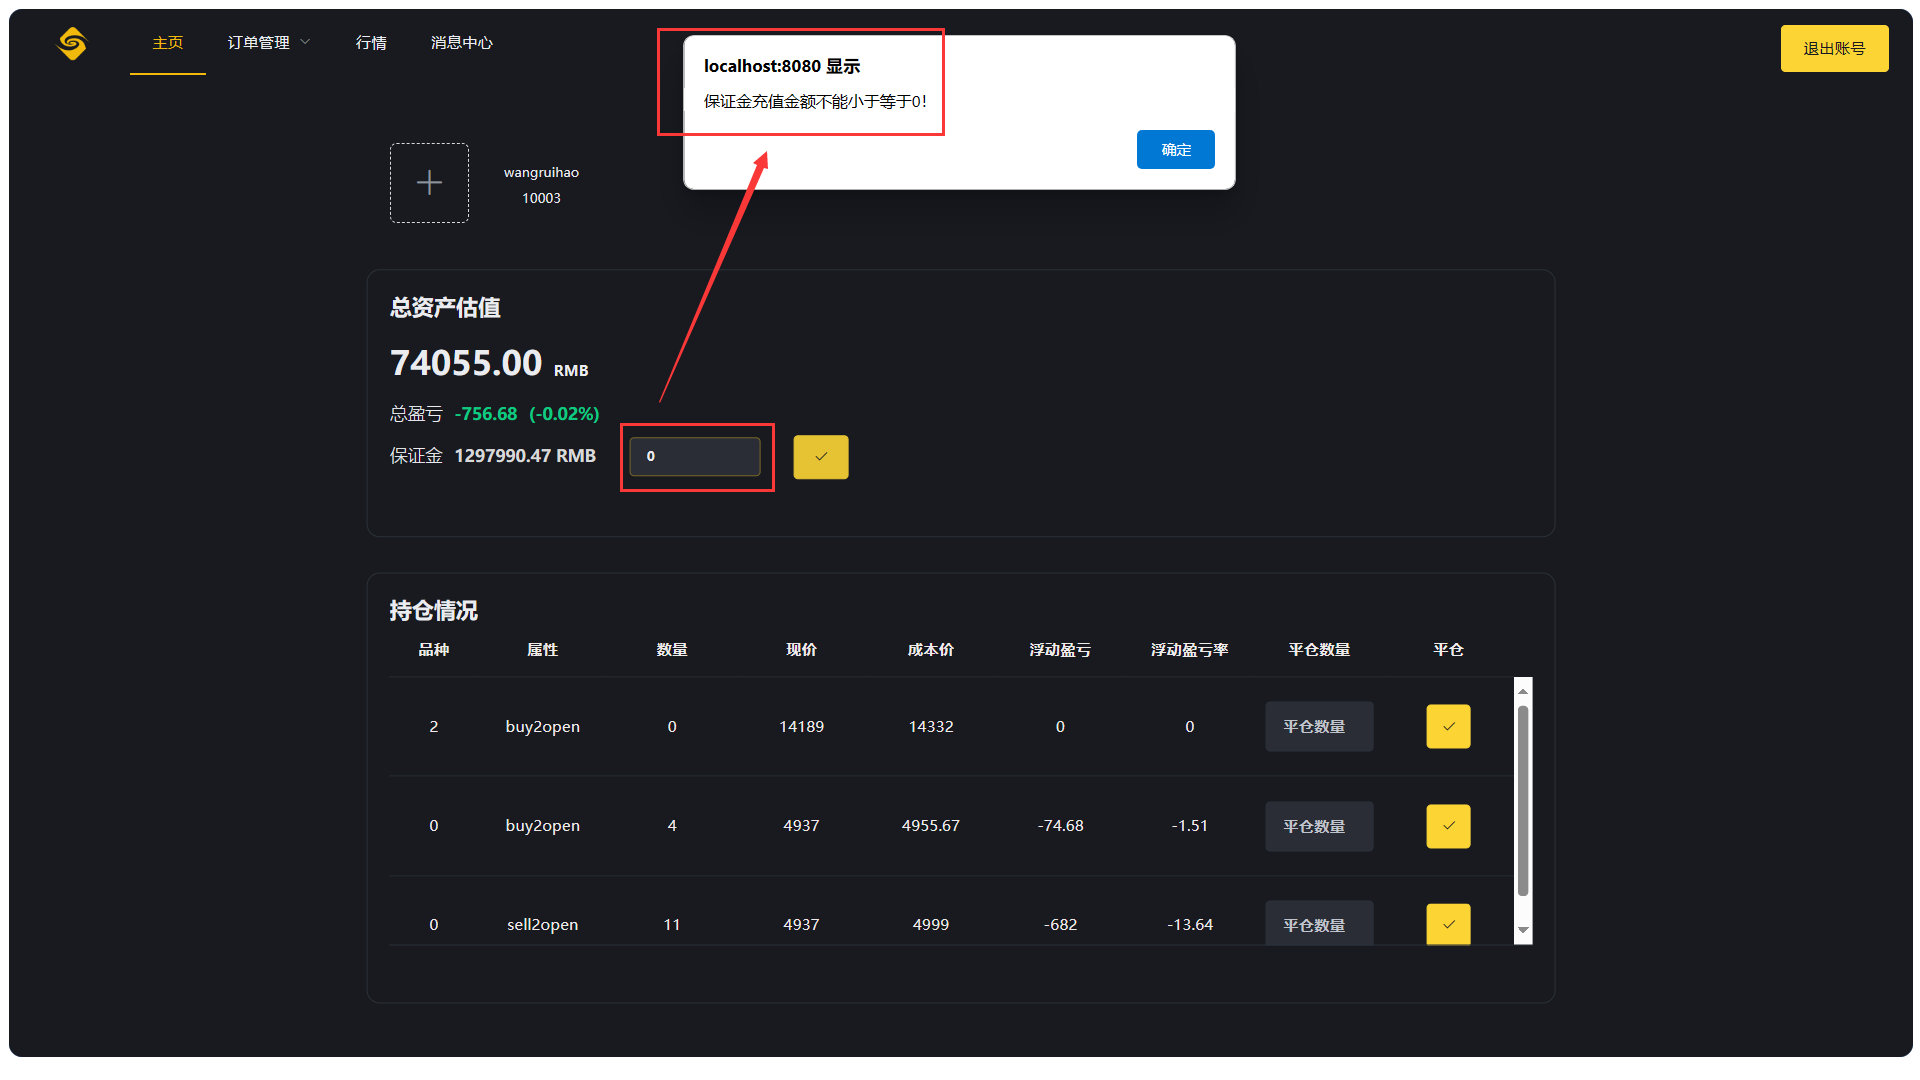 主页 订单管理 行情 消息中心 退出账号
localhost:8080 显示
保证金充值金额不能小于等于0！
确定
wangruihao
10003
总资产估值
74055.00 RMB
总盈亏 -756.68 (-0.02%)
保证金 1297990.47 RMB 0
持仓情况
品种 属性 数量 现价 成本价 浮动盈亏 浮动盈亏率 平仓数量 平仓
2 buy2open 0 14189 14332 0 0 平仓数量
0 buy2open 4 4937 4955.67 -74.68 -1.51 平仓数量
0 sell2open 11 4937 4999 -682 -13.64 平仓数量